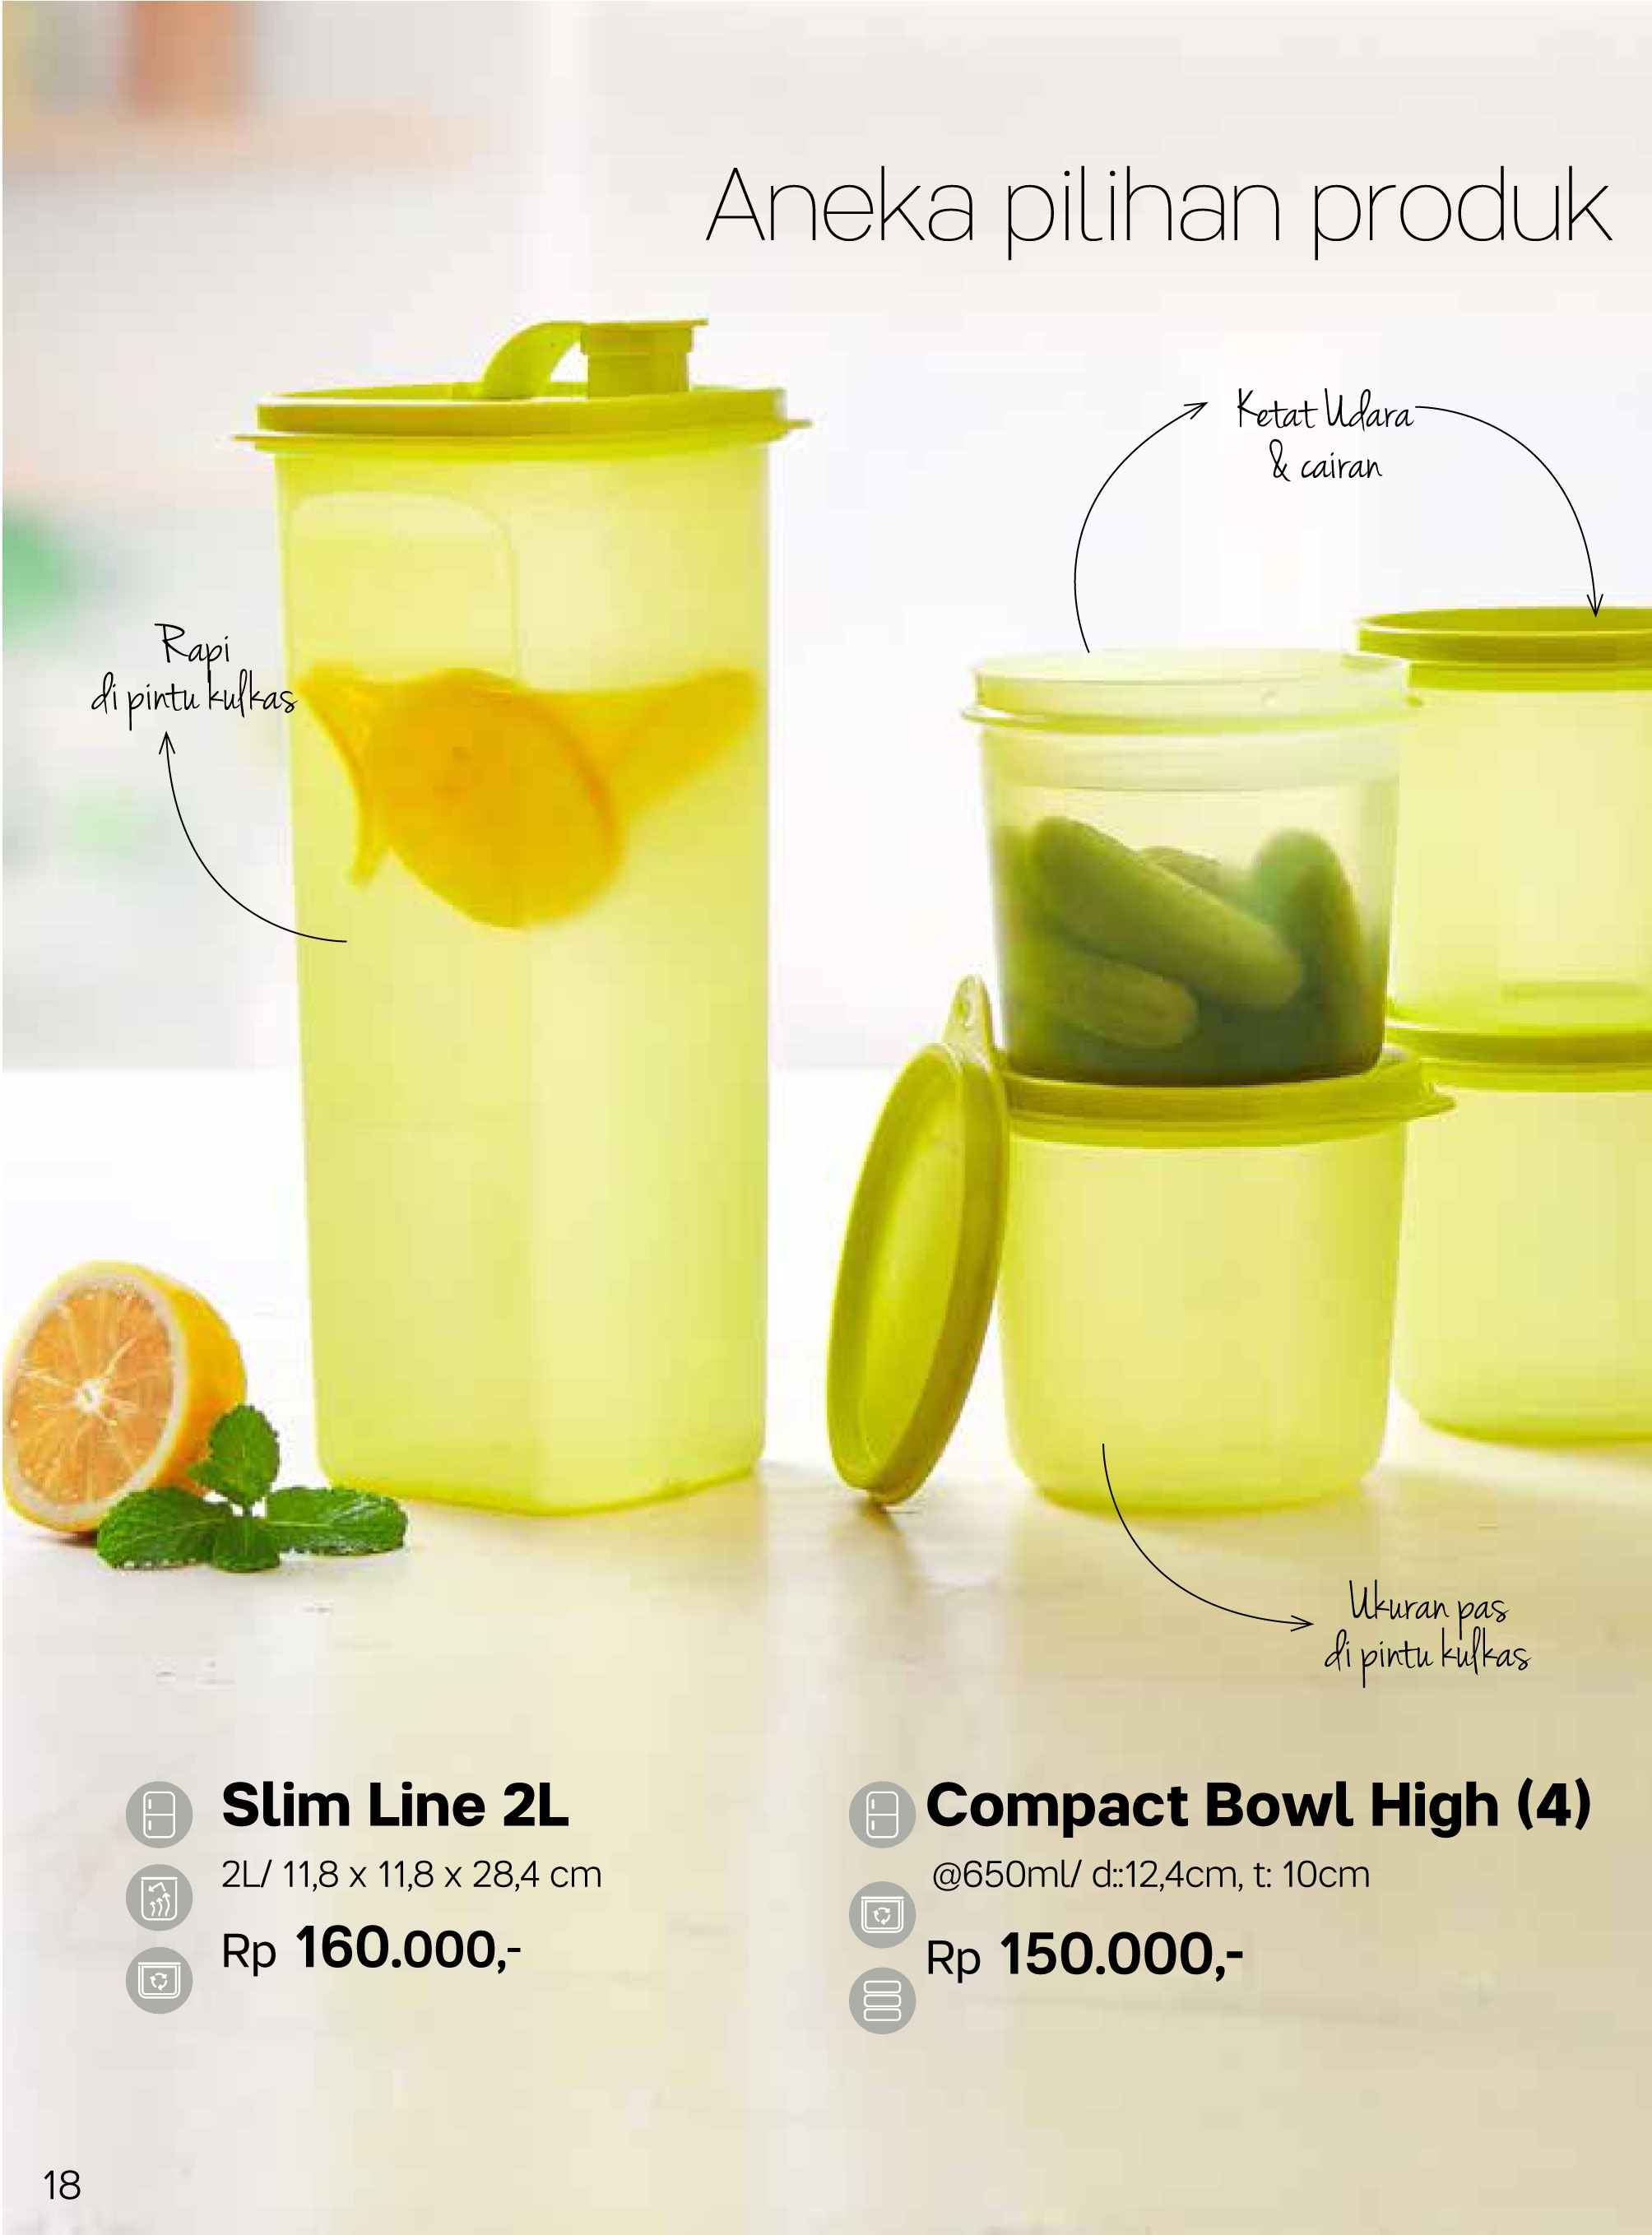 Aneka pilihan produk
Ketat Udara
& cairan
Rapi
di pintu kulkas
Ukuran pas
di pintu kulkas
Slim Line 2L
2L/ 11,8 x 11,8 x 28,4 cm
Rp 160.000,-
Compact Bowl High (4)
@650ml/ d::12,4cm, t: 10cm
Rp 150.000,-
18